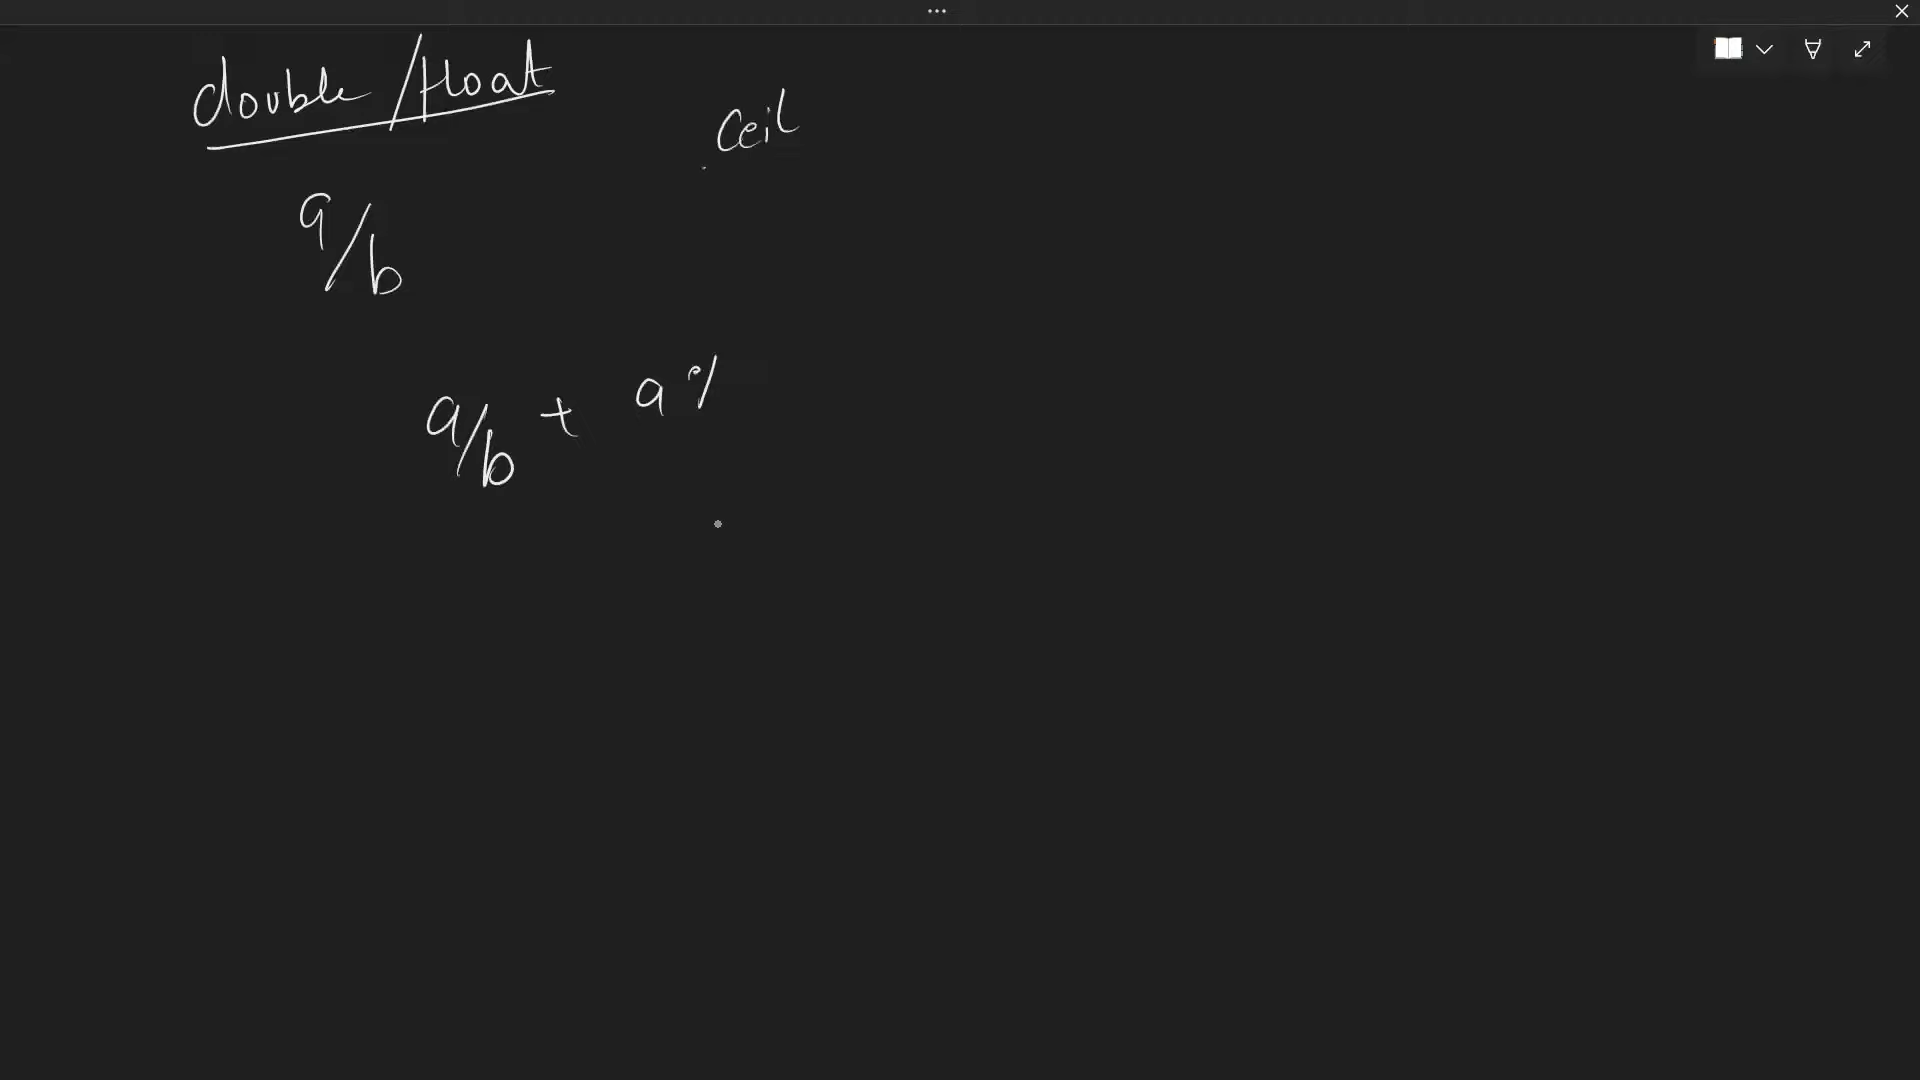 double/float
ceil
a/b
a/b + a%